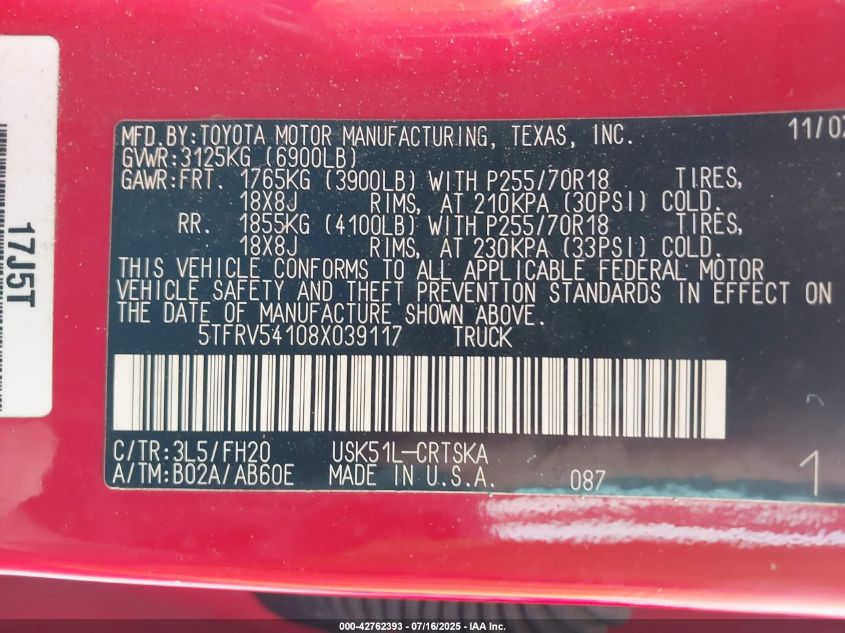 MFD.BY:TOYOTA MOTOR MANUFACTURING, TEXAS, INC. 11/07
GVWR:3125KG (6900LB)
GAWR:FRT. 1765KG (3900LB) WITH P255/70R18 TIRES,
18X8J RIMS, AT 210KPA (30PSI) COLD.
RR. 1855KG (4100LB) WITH P255/70R18 TIRES,
18X8J RIMS, AT 230KPA (33PSI) COLD.
THIS VEHICLE CONFORMS TO ALL APPLICABLE FEDERAL MOTOR
VEHICLE SAFETY AND THEFT PREVENTION STANDARDS IN EFFECT ON
THE DATE OF MANUFACTURE SHOWN ABOVE.
5TFRV54108X039117 TRUCK
C/TR:3L5/FH20 USK51L-CRTSKA
A/TM:B02A/AB60E MADE IN U.S.A. 087 1
17J5T
000-42762393 - 07/16/2025 - IAA Inc.